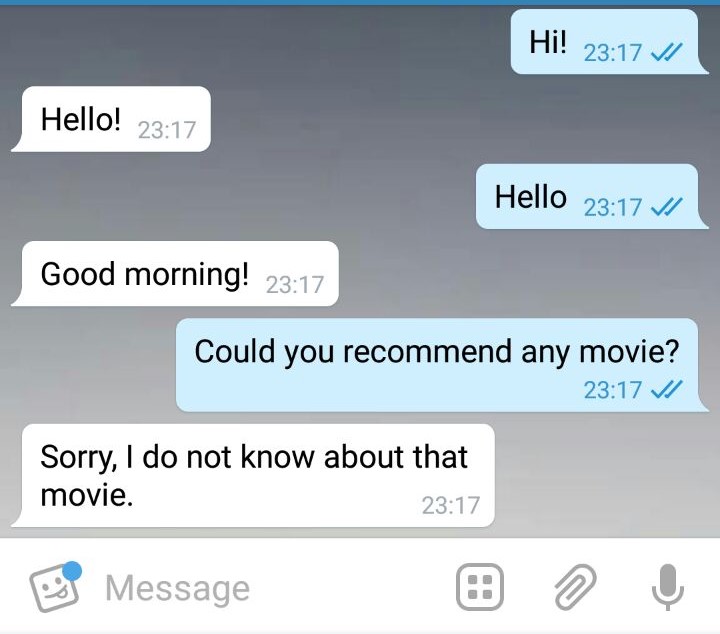 Hi! 23:17
Hello! 23:17
Hello 23:17
Good morning! 23:17
Could you recommend any movie?
23:17
Sorry, I do not know about that
movie. 23:17
Message